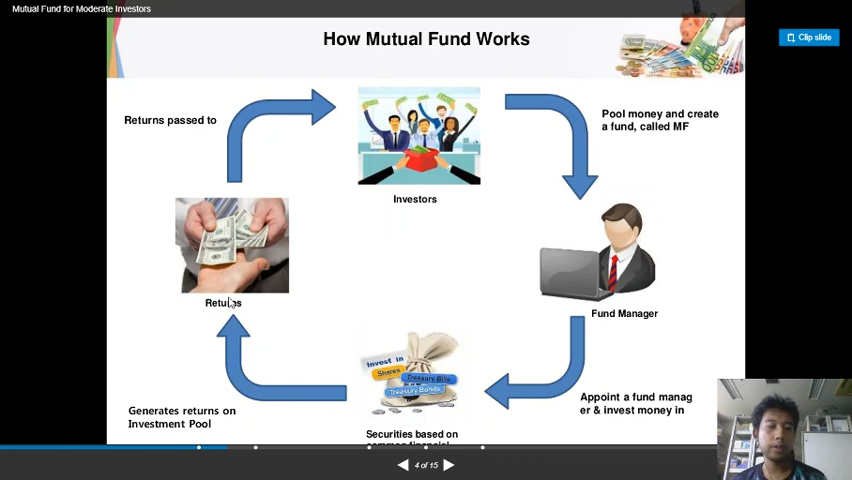 Mutual Fund for Moderate Investors
Clip slide
How Mutual Fund Works
Returns passed to
Pool money and create
a fund, called MF
Investors
Returns
Fund Manager
Invest in
Shares
Treasury Bills
Treasury Bonds
Appoint a fund manag
er & invest money in
Generates returns on
Investment Pool
Securities based on
common financial
4 of 15